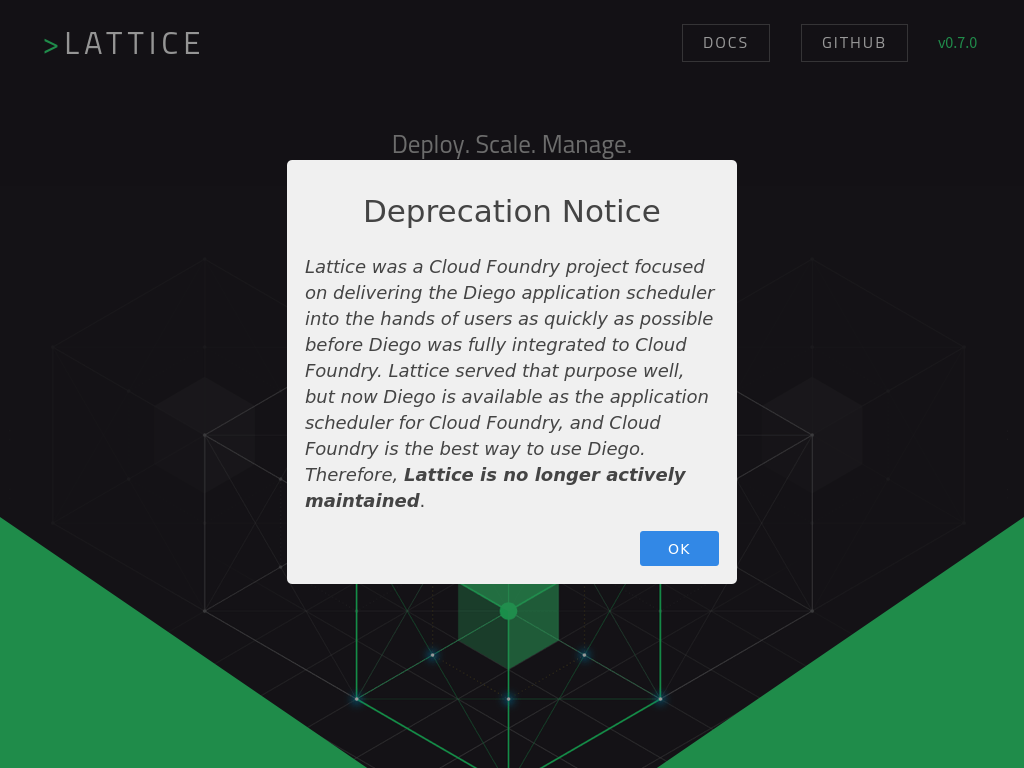 >LATTICE
DOCS
GITHUB
v0.7.0
Deploy. Scale. Manage.
Deprecation Notice
Lattice was a Cloud Foundry project focused
on delivering the Diego application scheduler
into the hands of users as quickly as possible
before Diego was fully integrated to Cloud
Foundry. Lattice served that purpose well,
but now Diego is available as the application
scheduler for Cloud Foundry, and Cloud
Foundry is the best way to use Diego.
Therefore, Lattice is no longer actively
maintained.
OK